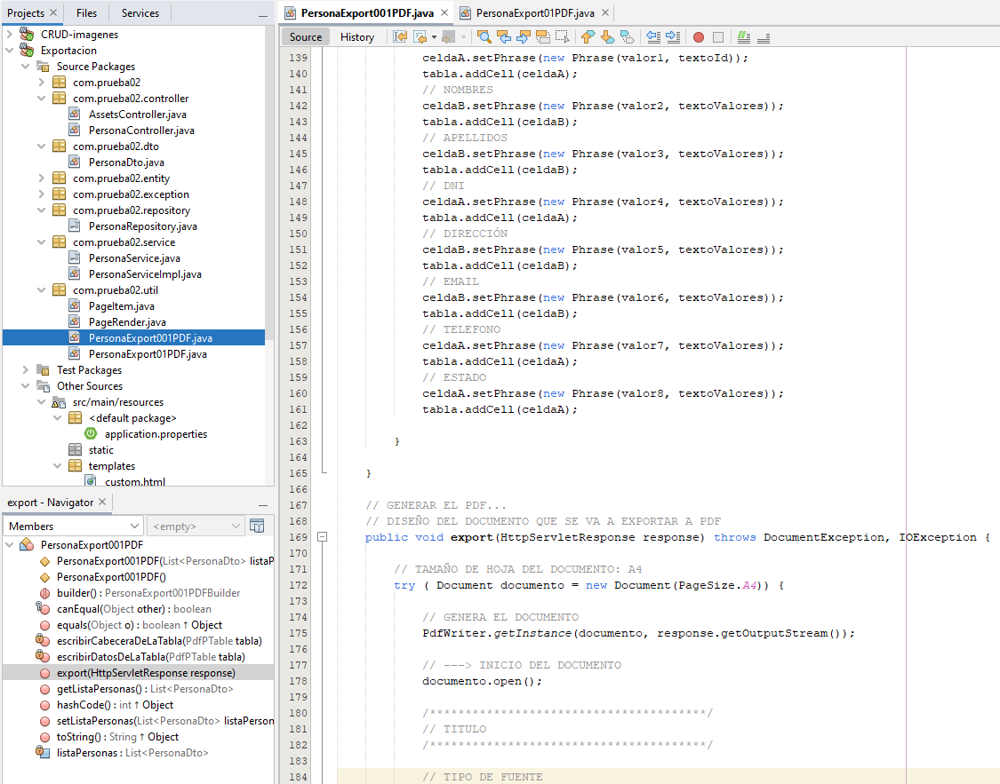 Projects
Files
Services
CRUD-imagenes
Exportacion
Source Packages
com.prueba02
com.prueba02.controller
AssetsController.java
PersonaController.java
com.prueba02.dto
PersonaDto.java
com.prueba02.entity
com.prueba02.exception
com.prueba02.repository
PersonaRepository.java
com.prueba02.service
PersonaService.java
PersonaServiceImpl.java
com.prueba02.util
PageItem.java
PageRender.java
PersonaExport001PDF.java
PersonaExport01PDF.java
Test Packages
Other Sources
src/main/resources
<default package>
application.properties
static
templates
custom.html
export - Navigator
Members
<empty>
PersonaExport001PDF
PersonaExport001PDF(List<PersonaDto> listaP
PersonaExport001PDF()
builder() : PersonaExport001PDFBuilder
canEqual(Object other) : boolean
equals(Object o) : boolean ↑ Object
escribirCabeceraDeLaTabla(PdfPTable tabla)
escribirDatosDeLaTabla(PdfPTable tabla)
export(HttpServletResponse response)
getListaPersonas() : List<PersonaDto>
hashCode() : int ↑ Object
setListaPersonas(List<PersonaDto> listaPerson
toString() : String ↑ Object
listaPersonas : List<PersonaDto>
PersonaExport001PDF.java
PersonaExport01PDF.java
Source
History
139 celdaA.setPhrase(new Phrase(valor1, textoId));
140 tabla.addCell(celdaA);
141 // NOMBRES
142 celdaB.setPhrase(new Phrase(valor2, textoValores));
143 tabla.addCell(celdaB);
144 // APELLIDOS
145 celdaB.setPhrase(new Phrase(valor3, textoValores));
146 tabla.addCell(celdaB);
147 // DNI
148 celdaA.setPhrase(new Phrase(valor4, textoValores));
149 tabla.addCell(celdaA);
150 // DIRECCIÓN
151 celdaB.setPhrase(new Phrase(valor5, textoValores));
152 tabla.addCell(celdaB);
153 // EMAIL
154 celdaB.setPhrase(new Phrase(valor6, textoValores));
155 tabla.addCell(celdaB);
156 // TELEFONO
157 celdaA.setPhrase(new Phrase(valor7, textoValores));
158 tabla.addCell(celdaA);
159 // ESTADO
160 celdaA.setPhrase(new Phrase(valor8, textoValores));
161 tabla.addCell(celdaA);
162
163 }
164
165 }
166
167 // GENERAR EL PDF...
168 // DISEÑO DEL DOCUMENTO QUE SE VA A EXPORTAR A PDF
169 public void export(HttpServletResponse response) throws DocumentException, IOException {
170
171 // TAMAÑO DE HOJA DEL DOCUMENTO: A4
172 try ( Document documento = new Document(PageSize.A4)) {
173
174 // GENERA EL DOCUMENTO
175 PdfWriter.getInstance(documento, response.getOutputStream());
176
177 // ---> INICIO DEL DOCUMENTO
178 documento.open();
179
180 /***************************************/
181 // TITULO
182 /***************************************/
183
184 // TIPO DE FUENTE